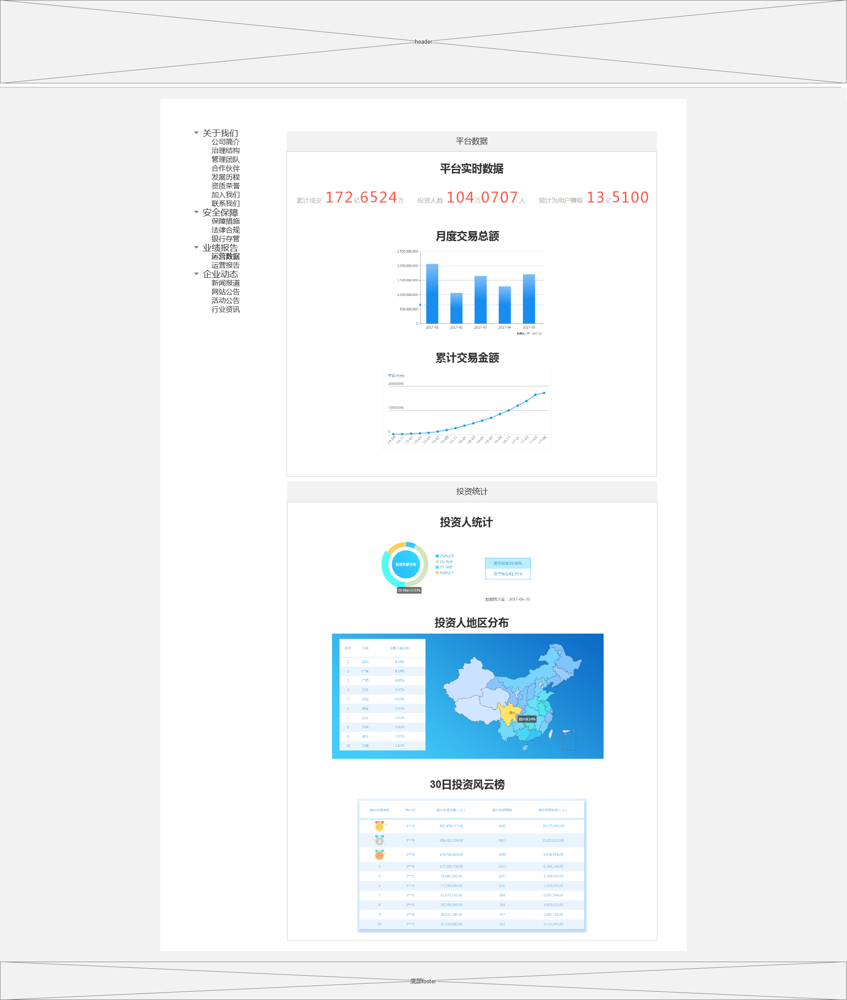 header
关于我们
公司简介
治理结构
管理团队
合作伙伴
发展历程
资质荣誉
加入我们
联系我们
安全保障
保障措施
法律合规
银行存管
业绩报告
运营数据
运营报告
企业动态
新闻报道
网站公告
活动公告
行业资讯
平台数据
平台实时数据
累计成交 172亿6524万 投资人数 104万0707人 预计为用户赚取 13亿5100
月度交易总额
2,500,000,000
2,000,000,000
1,500,000,000
1,000,000,000
500,000,000
0
2017-01 2017-02 2017-03 2017-04 2017-05
数据统计至：2017-06
累计交易金额
单位(万元)
2000000
1000000
0
14.09 14.11 15.01 15.03 15.05 15.07 15.09 15.11 16.01 16.03 16.05 16.07 16.09 16.11 17.01 17.03 17.05 17.06
投资统计
投资人统计
投资年龄分布
25岁以下
25-35岁
35-50岁
50岁以上
35-50岁:33.53%
男性投友59.90%
女性投友41.95%
数据统计至：2017-06-20
投资人地区分布
排名 省份
1 四川 8.54%
2 广东 8.14%
3 广西 6.85%
4 江苏 6.67%
5 安徽 6.03%
6 湖南 5.95%
7 山东 5.05%
8 河南 4.86%
9 湖北 4.07%
10 云南 3.82%
四川
四川:8.54%
30日投资风云榜
累计投资排名 用户ID 累计投资金额（元） 累计投资笔数 累计获取收益（元）
1 3***6 502,478,117.90 3685 29,171,893.00
2 3***9 306,312,358.00 3877 23,203,272.00
3 3***0 149,710,440.00 1059 9,036,554.00
4 3***6 147,305,730.00 2813 6,269,148.00
5 3***5 78,985,500.00 1077 4,398,959.00
6 3***4 77,194,040.00 656 7,203,693.00
7 3***6 63,679,330.00 688 6,091,784.00
8 3***4 39,748,060.00 284 4,993,421.00
9 3***8 38,521,780.00 347 1,685,718.00
10 3***1 37,158,880.00 161 1,575,245.00
底部footer